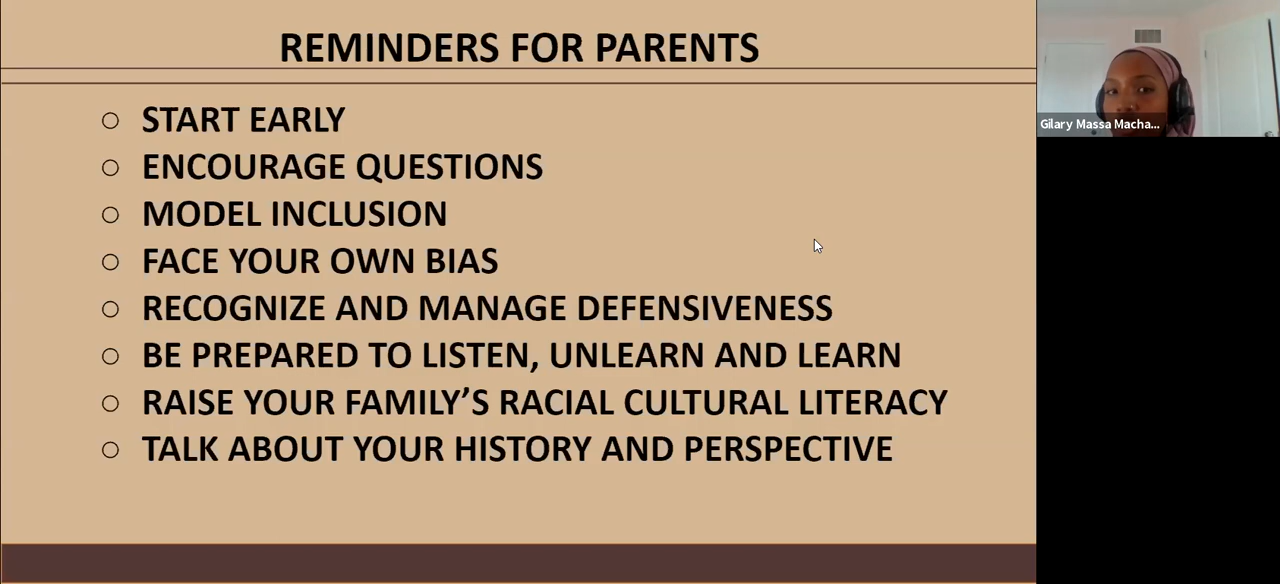 REMINDERS FOR PARENTS
START EARLY
ENCOURAGE QUESTIONS
MODEL INCLUSION
FACE YOUR OWN BIAS
RECOGNIZE AND MANAGE DEFENSIVENESS
BE PREPARED TO LISTEN, UNLEARN AND LEARN
RAISE YOUR FAMILY’S RACIAL CULTURAL LITERACY
TALK ABOUT YOUR HISTORY AND PERSPECTIVE
Gilary Massa Macha...